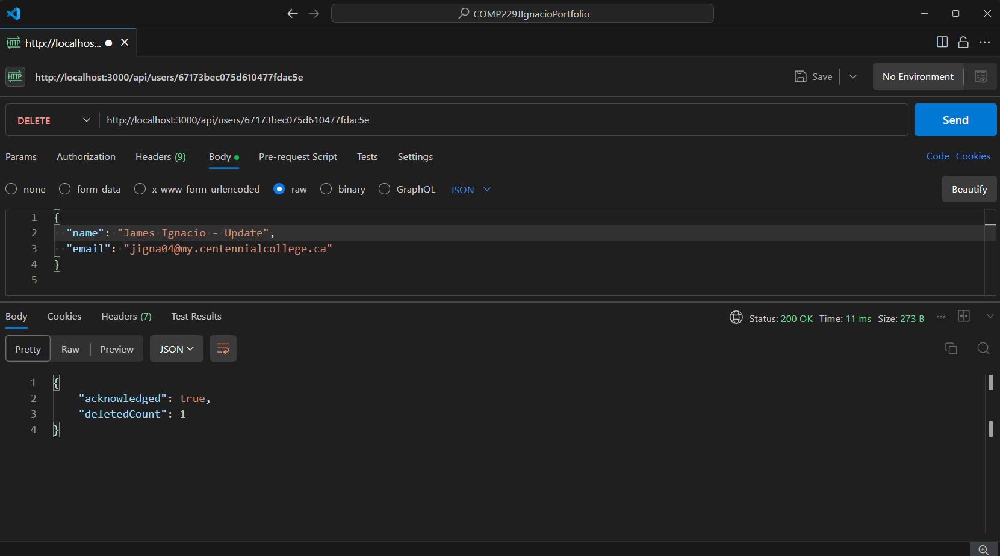 COMP229JIgnacioPortfolio
HTTP http://localhos...
HTTP http://localhost:3000/api/users/67173bec075d610477fdac5e Save No Environment
DELETE http://localhost:3000/api/users/67173bec075d610477fdac5e Send
Params Authorization Headers (9) Body Pre-request Script Tests Settings Code Cookies
none form-data x-www-form-urlencoded raw binary GraphQL JSON Beautify
1 {
2 "name": "James Ignacio - Update",
3 "email": "jigna04@my.centennialcollege.ca"
4 }
5
Body Cookies Headers (7) Test Results Status: 200 OK Time: 11 ms Size: 273 B
Pretty Raw Preview JSON
1 {
2 "acknowledged": true,
3 "deletedCount": 1
4 }